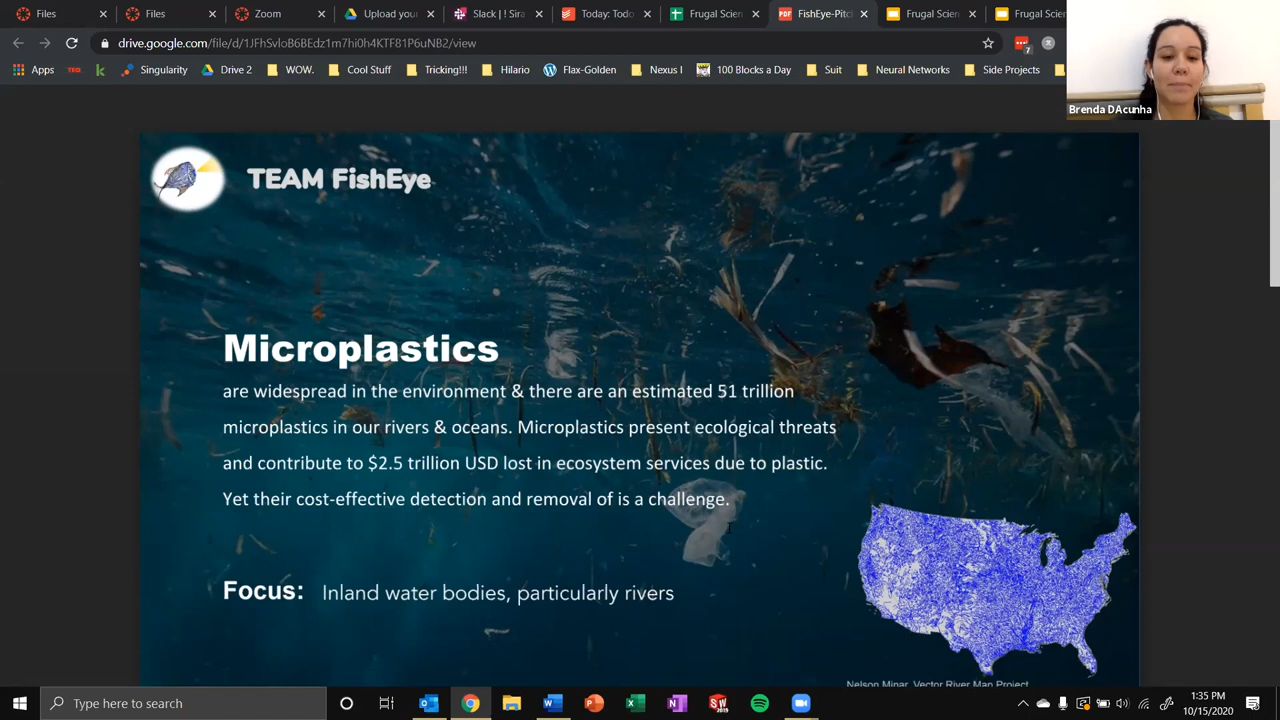 Files
Files
Zoom
Upload your
Slack | ! Sira
Today: Todo
Frugal Scien
FishEye-Pitch
Frugal Scien
Frugal Scien
drive.google.com/file/d/1JFhSvloB6BEdz1m7hi0h4KTF81P6uNB2/view
7
Apps
TED
k
Singularity
Drive 2
WOW.
Cool Stuff
Tricking!!!
Hilario
Flax-Golden
Nexus I
100 Blocks a Day
Suit
Neural Networks
Side Projects
Brenda DAcunha
TEAM FishEye
Microplastics
are widespread in the environment & there are an estimated 51 trillion
microplastics in our rivers & oceans. Microplastics present ecological threats
and contribute to $2.5 trillion USD lost in ecosystem services due to plastic.
Yet their cost-effective detection and removal of is a challenge.
Focus: Inland water bodies, particularly rivers
Nelson Minar, Vector River Map Project
Type here to search
1:35 PM
10/15/2020